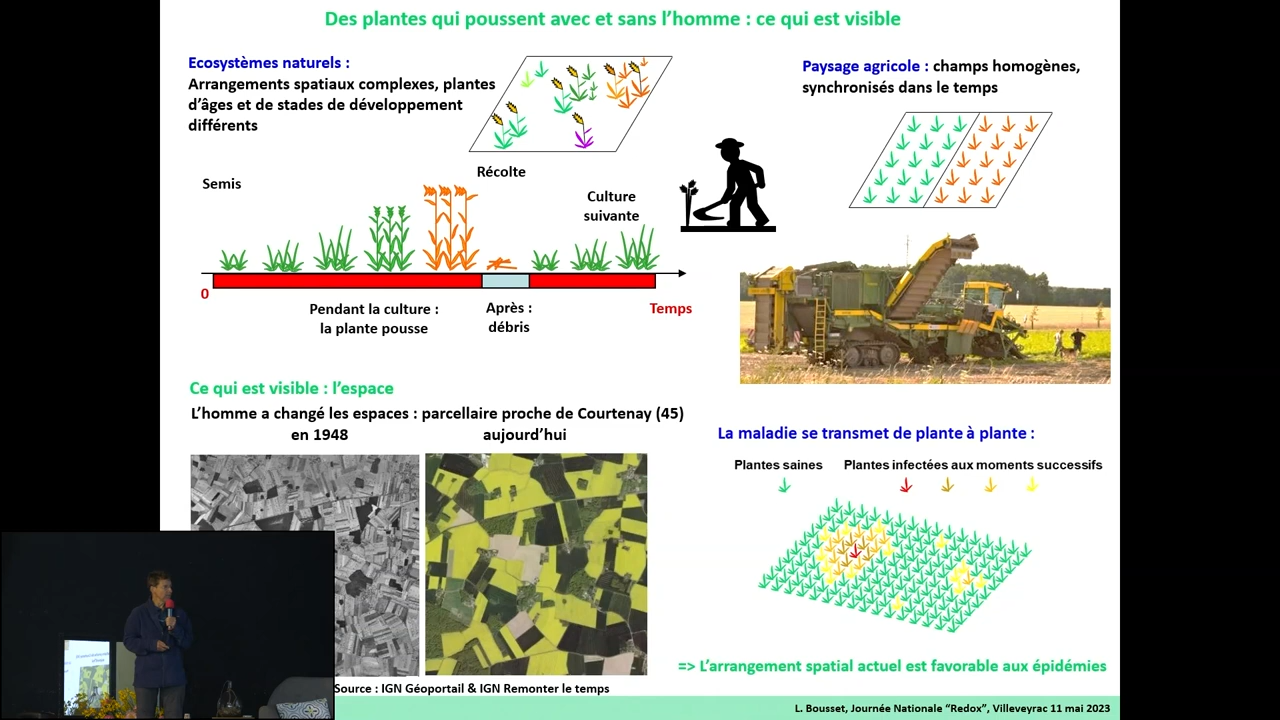 Des plantes qui poussent avec et sans l'homme : ce qui est visible
Ecosystèmes naturels :
Arrangements spatiaux complexes, plantes
d'âges et de stades de développement
différents
Paysage agricole : champs homogènes,
synchronisés dans le temps
Semis
Récolte
Culture
suivante
0
Pendant la culture :
la plante pousse
Après :
débris
Temps
Ce qui est visible : l'espace
L'homme a changé les espaces : parcellaire proche de Courtenay (45)
en 1948
aujourd'hui
La maladie se transmet de plante à plante :
Plantes saines
Plantes infectées aux moments successifs
=> L'arrangement spatial actuel est favorable aux épidémies
Source : IGN Géoportail & IGN Remonter le temps
L. Bousset, Journée Nationale "Redox", Villeveyrac 11 mai 2023